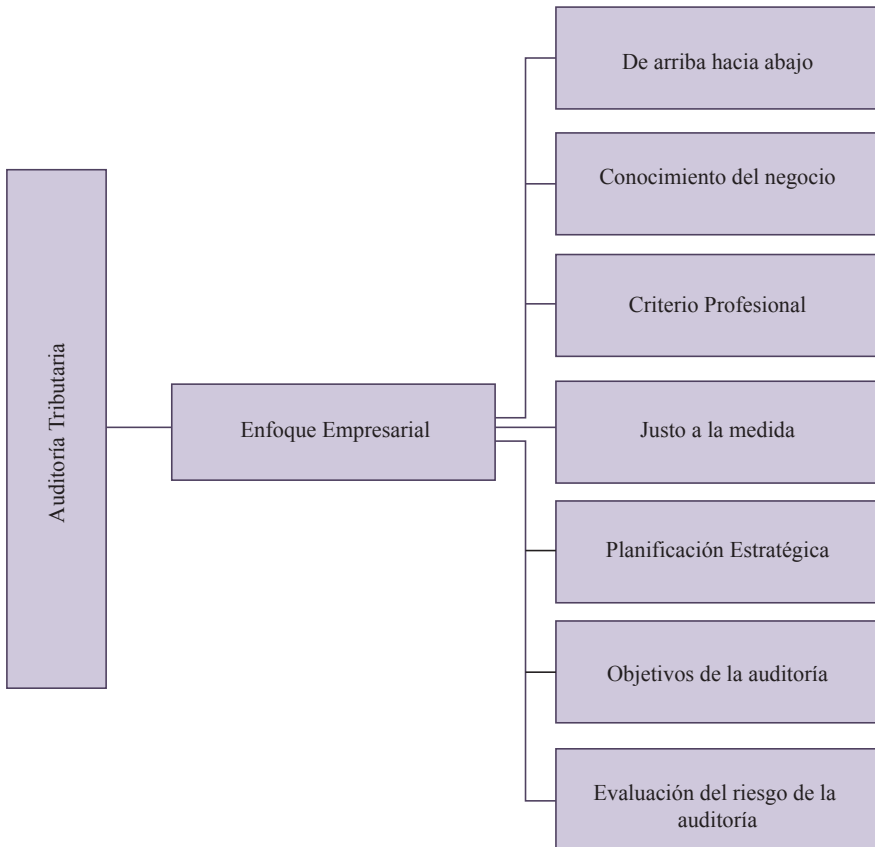 Auditoría Tributaria
Enfoque Empresarial
De arriba hacia abajo
Conocimiento del negocio
Criterio Profesional
Justo a la medida
Planificación Estratégica
Objetivos de la auditoría
Evaluación del riesgo de la
auditoría